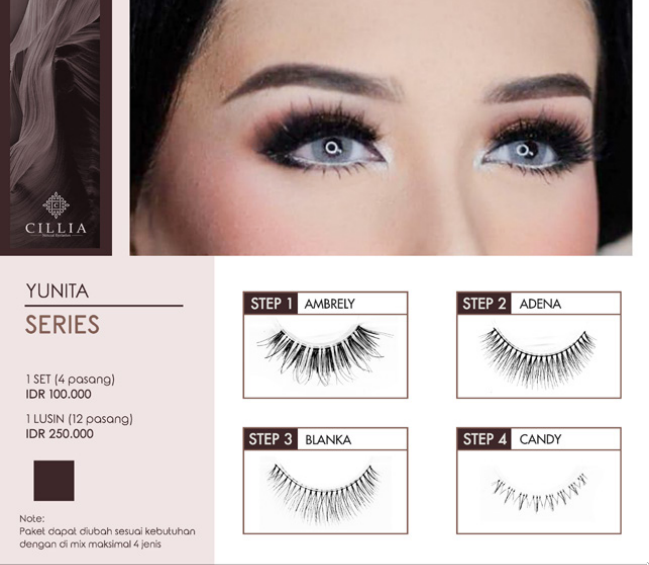 CILLIA
YUNITA
SERIES
1 SET (4 pasang)
IDR 100.000
1 LUSIN (12 pasang)
IDR 250.000
Note:
Paket dapat diubah sesuai kebutuhan
dengan di mix maksimal 4 jenis
STEP 1 AMBRELY
STEP 2 ADENA
STEP 3 BLANKA
STEP 4 CANDY